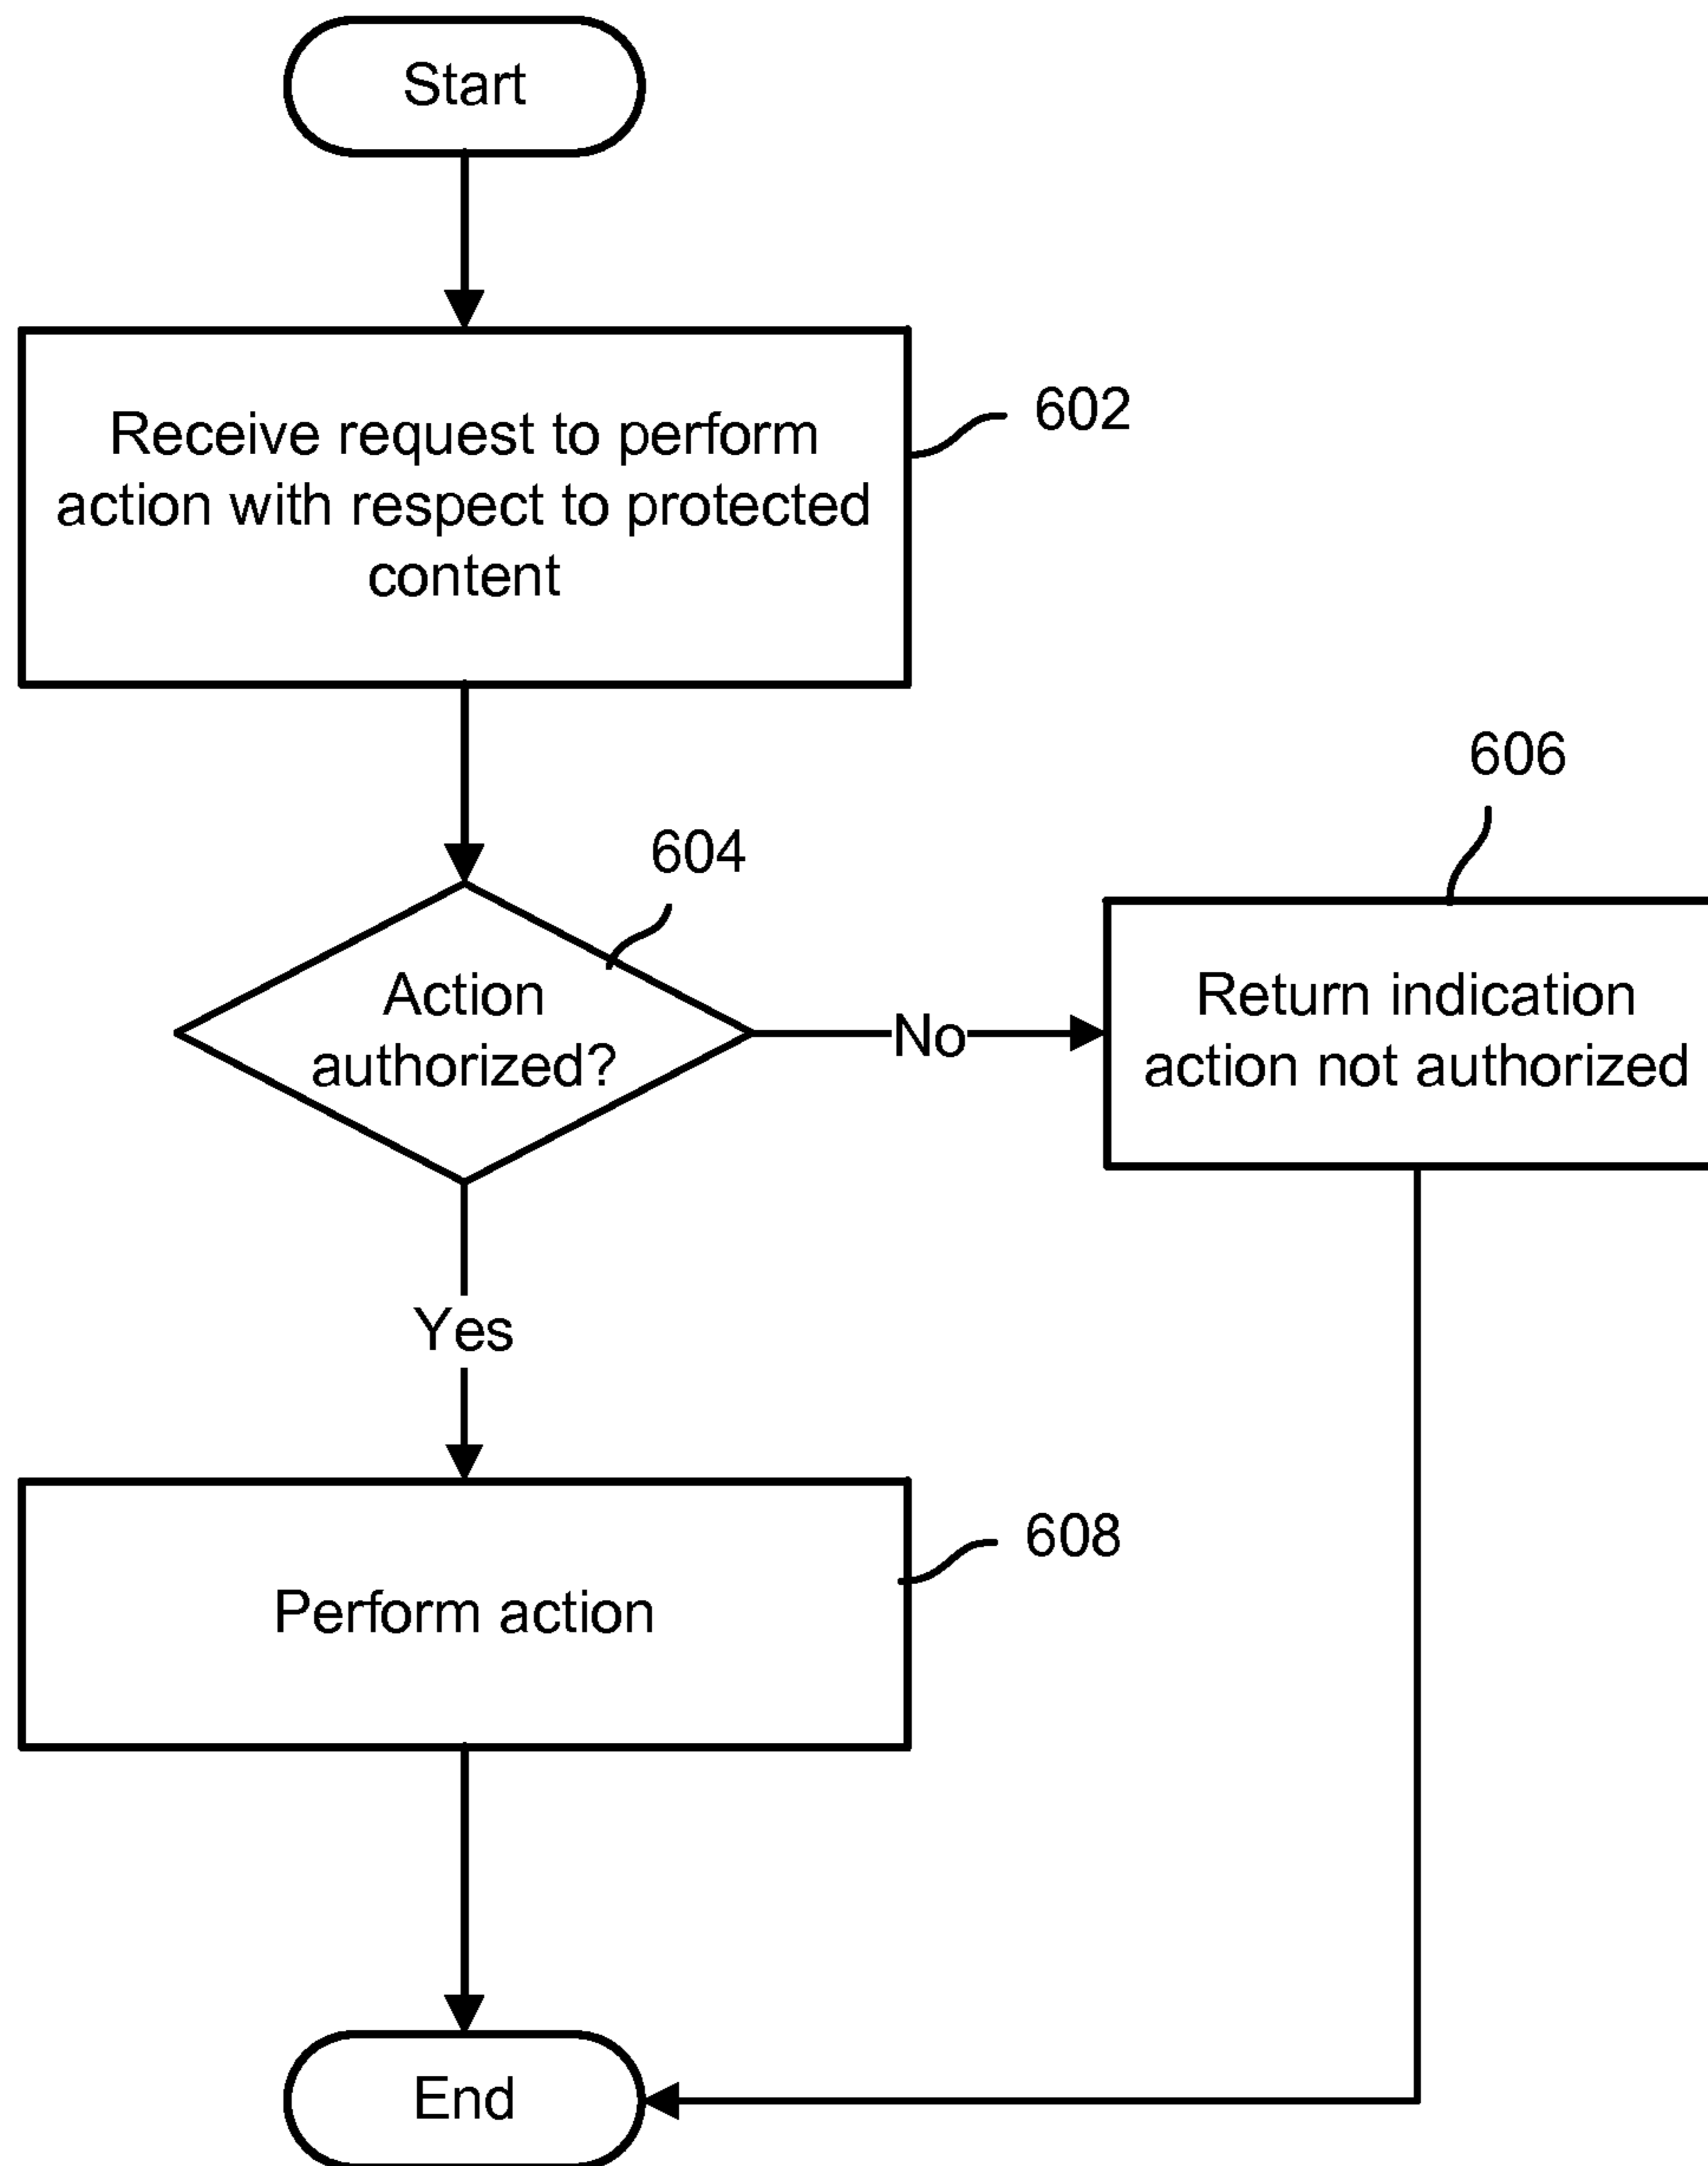 Start
Receive request to perform
action with respect to protected
content
602
604
Action
authorized?
No
606
Return indication
action not authorized
Yes
Perform action
608
End